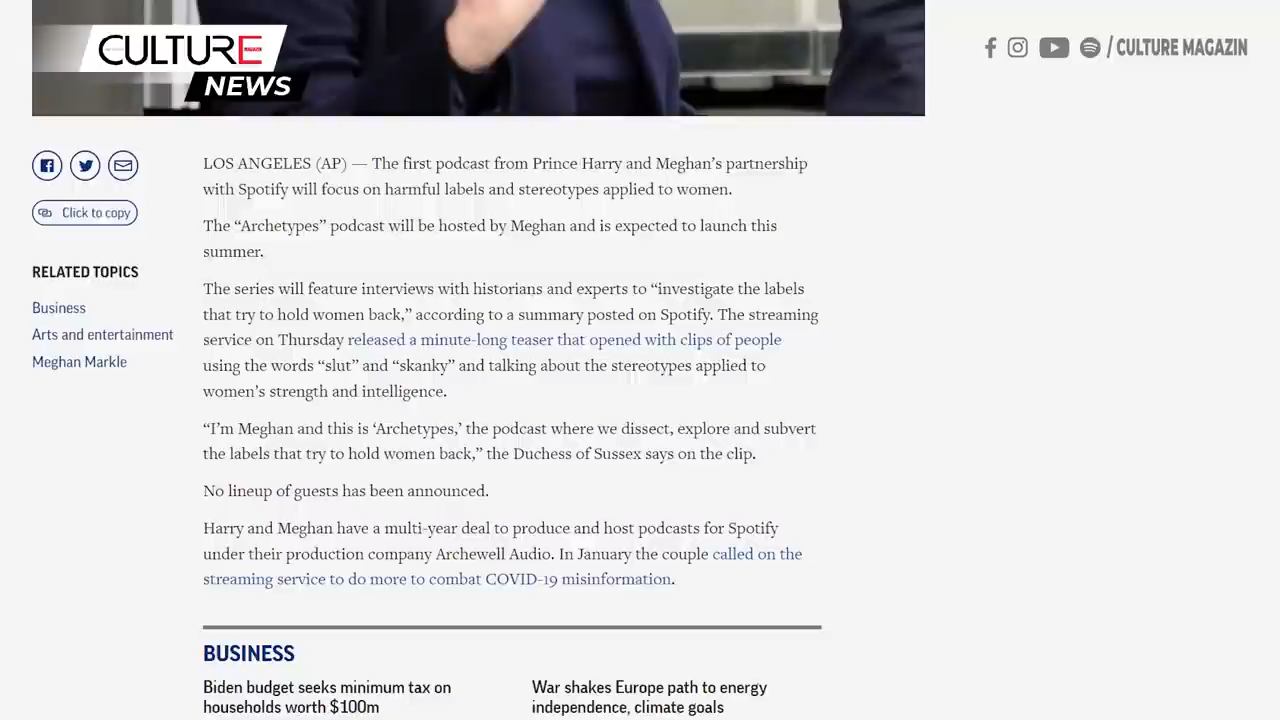 CULTURE
NEWS
/ CULTURE MAGAZIN
LOS ANGELES (AP) — The first podcast from Prince Harry and Meghan’s partnership
with Spotify will focus on harmful labels and stereotypes applied to women.
The “Archetypes” podcast will be hosted by Meghan and is expected to launch this
summer.
Click to copy
RELATED TOPICS
Business
Arts and entertainment
Meghan Markle
The series will feature interviews with historians and experts to “investigate the labels
that try to hold women back,” according to a summary posted on Spotify. The streaming
service on Thursday released a minute-long teaser that opened with clips of people
using the words “slut” and “skanky” and talking about the stereotypes applied to
women’s strength and intelligence.
“I’m Meghan and this is ‘Archetypes,’ the podcast where we dissect, explore and subvert
the labels that try to hold women back,” the Duchess of Sussex says on the clip.
No lineup of guests has been announced.
Harry and Meghan have a multi-year deal to produce and host podcasts for Spotify
under their production company Archewell Audio. In January the couple called on the
streaming service to do more to combat COVID-19 misinformation.
BUSINESS
Biden budget seeks minimum tax on
households worth $100m
War shakes Europe path to energy
independence, climate goals